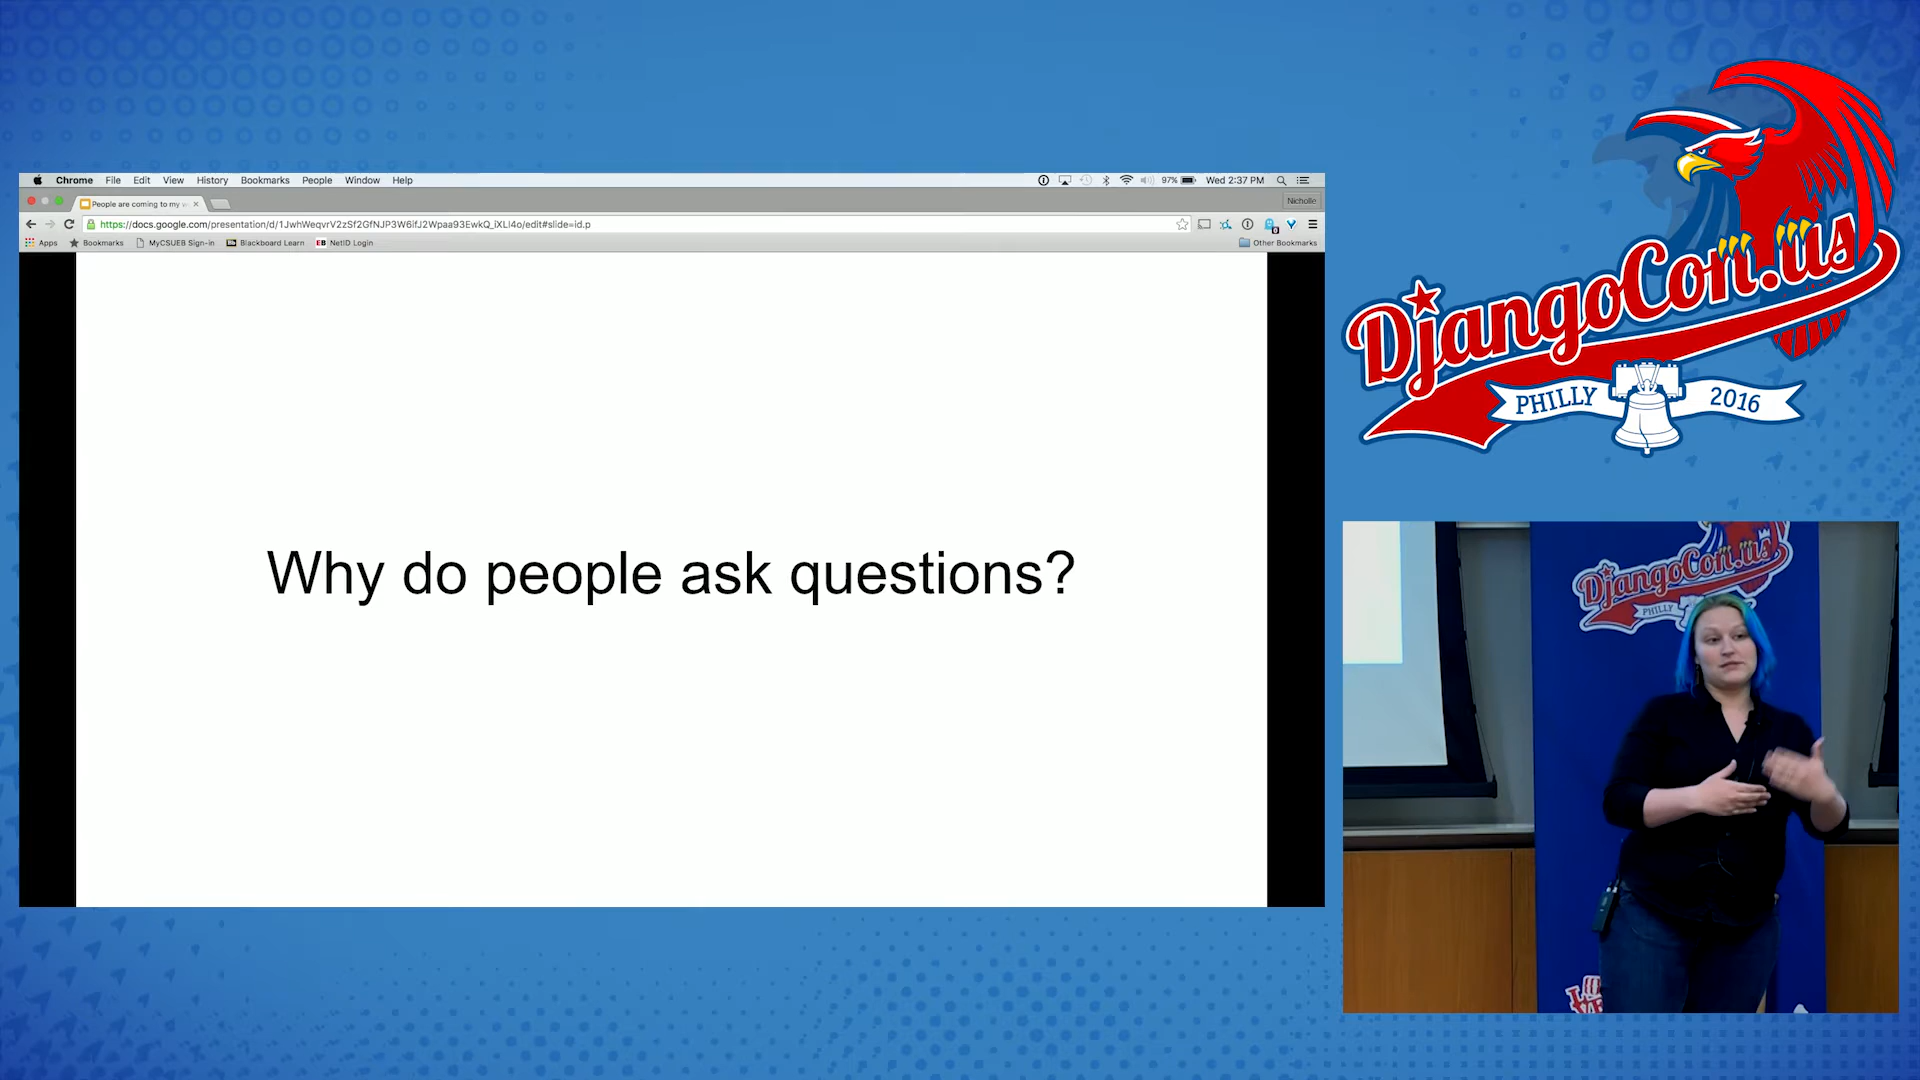 Chrome File Edit View History Bookmarks People Window Help 97% Wed 2:37 PM
People are coming to my w Nicholle
https://docs.google.com/presentation/d/1JwhWeqvrV2zSf2GfNJP3W6ifJ2Wpaa93EwkQ_iXLI4o/edit#slide=id.p
Apps Bookmarks MyCSUEB Sign-in Blackboard Learn EB NetID Login Other Bookmarks
Why do people ask questions?
DjangoCon.us
PHILLY 2016
DjangoCon.us
PHILLY